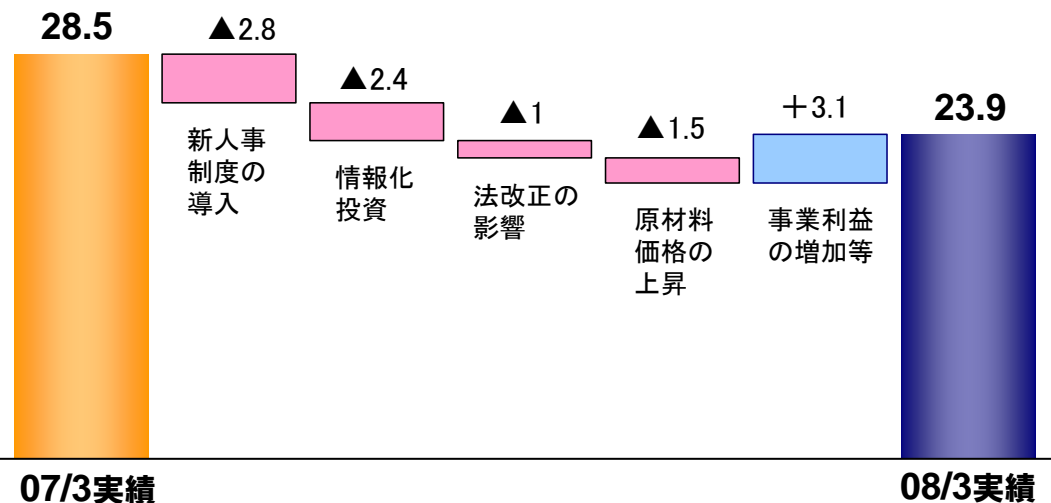 28.5
▲2.8
▲2.4
▲1
▲1.5
＋3.1
23.9
新人事
制度の
導入
情報化
投資
法改正の
影響
原材料
価格の
上昇
事業利益
の増加等
07/3実績
08/3実績